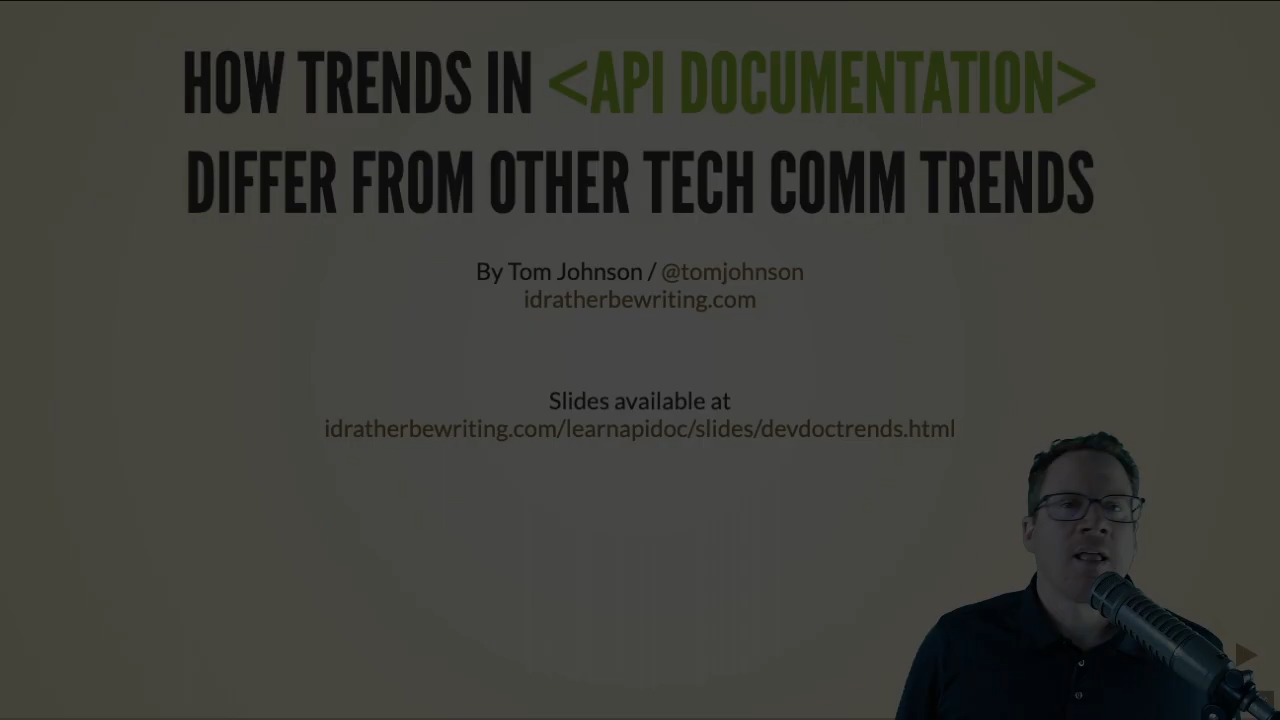 HOW TRENDS IN <API DOCUMENTATION>
DIFFER FROM OTHER TECH COMM TRENDS
By Tom Johnson / @tomjohnson
idratherbewriting.com
Slides available at
idratherbewriting.com/learnapidoc/slides/devdoctrends.html